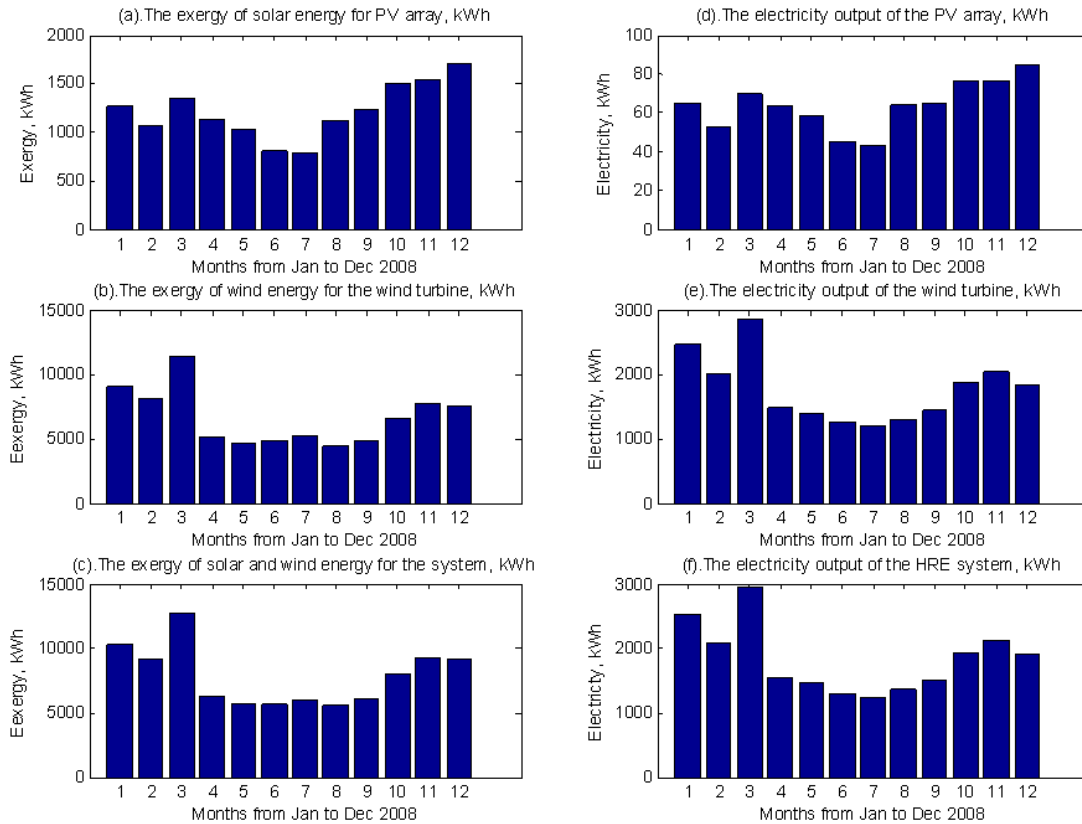 (a).The exergy of solar energy for PV array, kWh
2000
1500
1000
500
0
Exergy, kWh
1 2 3 4 5 6 7 8 9 10 11 12
Months from Jan to Dec 2008
(d).The electricity output of the PV array, kWh
100
80
60
40
20
0
Electricity, kWh
1 2 3 4 5 6 7 8 9 10 11 12
Months from Jan to Dec 2008
(b).The exergy of wind energy for the wind turbine, kWh
15000
10000
5000
0
Eexergy, kWh
1 2 3 4 5 6 7 8 9 10 11 12
Months from Jan to Dec 2008
(e).The electricity output of the wind turbine, kWh
3000
2000
1000
0
Electricity, kWh
1 2 3 4 5 6 7 8 9 10 11 12
Months from Jan to Dec 2008
(c).The exergy of solar and wind energy for the system, kWh
15000
10000
5000
0
Eexergy, kWh
1 2 3 4 5 6 7 8 9 10 11 12
Months from Jan to Dec 2008
(f).The electricity output of the HRE system, kWh
3000
2000
1000
0
Electricty, kWh
1 2 3 4 5 6 7 8 9 10 11 12
Months from Jan to Dec 2008